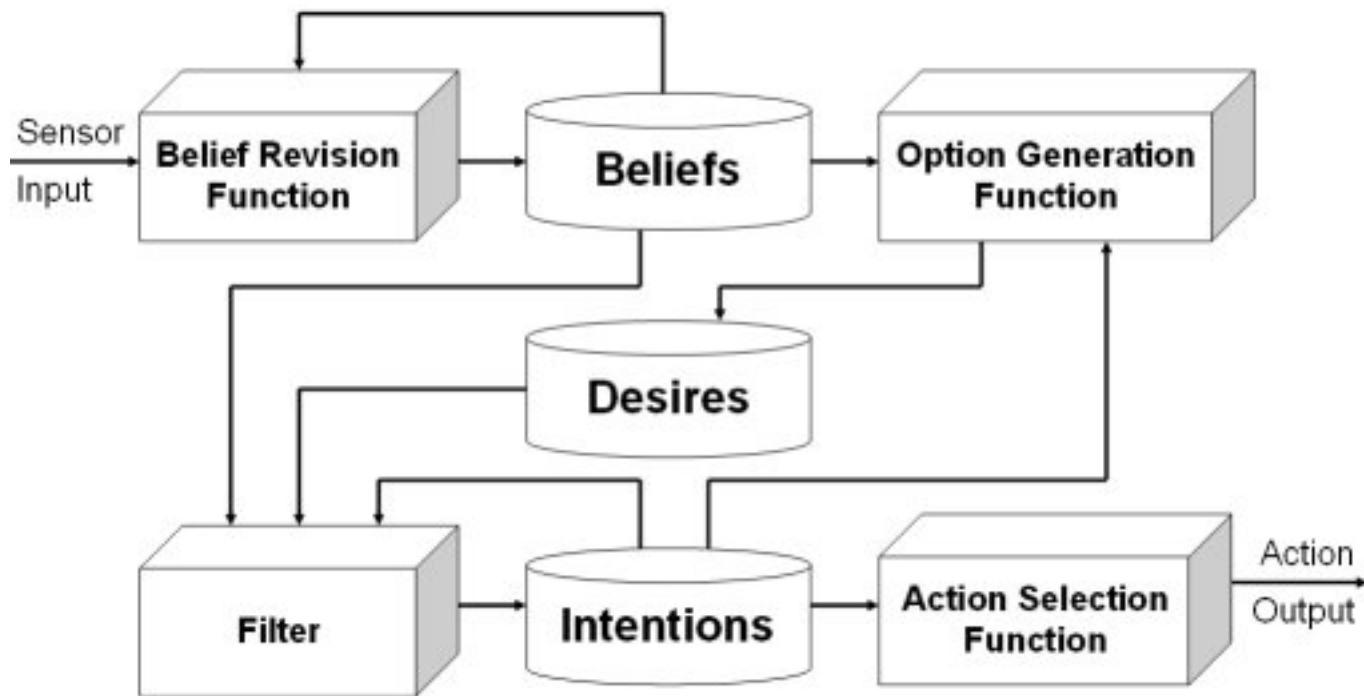 Sensor
Input
Belief Revision
Function
Beliefs
Option Generation
Function
Desires
Filter
Intentions
Action Selection
Function
Action
Output